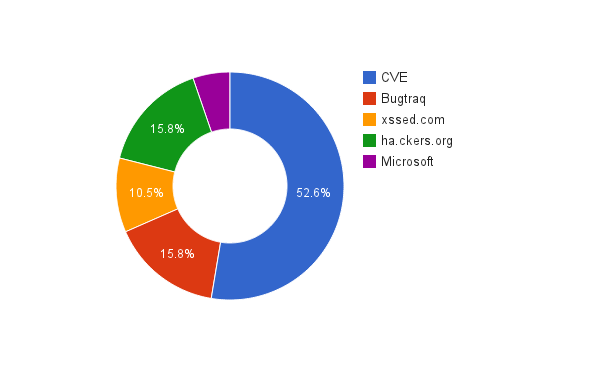 CVE
Bugtraq
xssed.com
ha.ckers.org
Microsoft
15.8%
10.5%
52.6%
15.8%